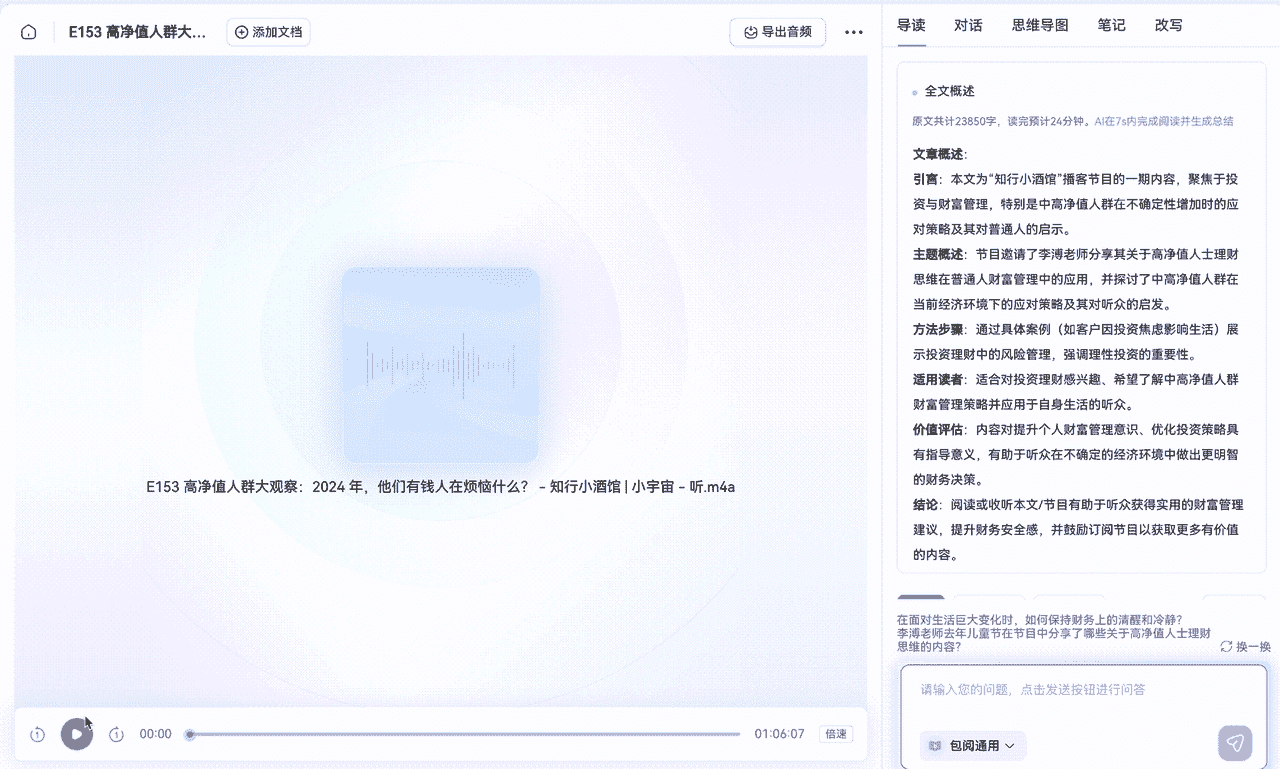 E153 高净值人群大...
添加文档
导出音频
导读 对话 思维导图 笔记 改写
全文概述
原文共计23850字，读完预计24分钟。AI在7s内完成阅读并生成总结
文章概述：
引言：本文为“知行小酒馆”播客节目的一期内容，聚焦于投
资与财富管理，特别是中高净值人群在不确定性增加时的应
对策略及其对普通人的启示。
主题概述：节目邀请了李溥老师分享其关于高净值人士理财
思维在普通人财富管理中的应用，并探讨了中高净值人群在
当前经济环境下的应对策略及其对听众的启发。
方法步骤：通过具体案例（如客户因投资焦虑影响生活）展
示投资理财中的风险管理，强调理性投资的重要性。
适用读者：适合对投资理财感兴趣、希望了解中高净值人群
财富管理策略并应用于自身生活的听众。
价值评估：内容对提升个人财富管理意识、优化投资策略具
有指导意义，有助于听众在不确定的经济环境中做出更明智
的财务决策。
结论：阅读或收听本文/节目有助于听众获得实用的财富管理
建议，提升财务安全感，并鼓励订阅节目以获取更多有价值
的内容。
E153 高净值人群大观察：2024 年，他们有钱人在烦恼什么？ - 知行小酒馆 | 小宇宙 - 听.m4a
在面对生活巨大变化时，如何保持财务上的清醒和冷静？
李溥老师去年儿童节在节目中分享了哪些关于高净值人士理财
思维的内容？
换一换
请输入您的问题，点击发送按钮进行问答
包阅通用
00:00
01:06:07
倍速